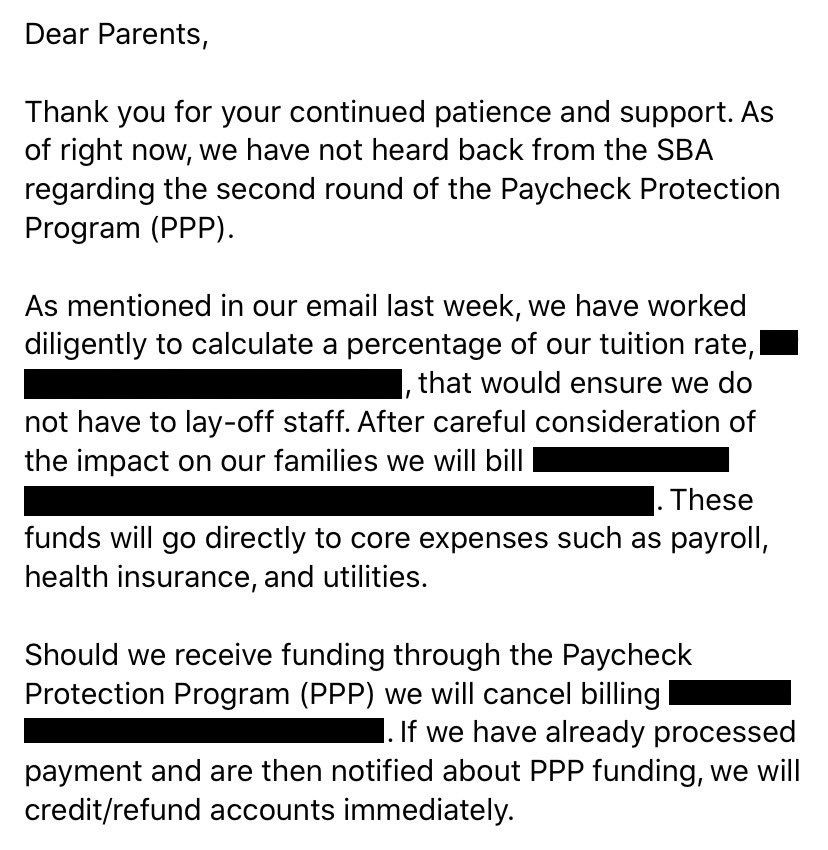 Dear Parents,
Thank you for your continued patience and support. As
of right now, we have not heard back from the SBA
regarding the second round of the Paycheck Protection
Program (PPP).
As mentioned in our email last week, we have worked
diligently to calculate a percentage of our tuition rate,
, that would ensure we do
not have to lay-off staff. After careful consideration of
the impact on our families we will bill
. These
funds will go directly to core expenses such as payroll,
health insurance, and utilities.
Should we receive funding through the Paycheck
Protection Program (PPP) we will cancel billing
. If we have already processed
payment and are then notified about PPP funding, we will
credit/refund accounts immediately.